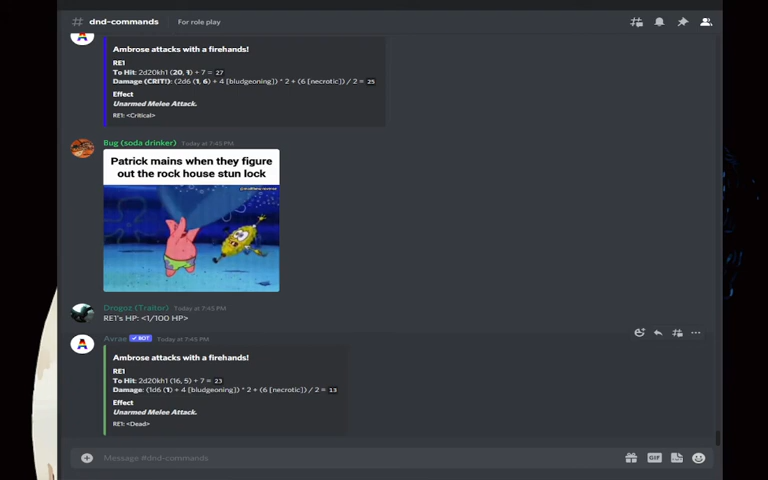 # dnd-commands For role play
Ambrose attacks with a firehands!
RE1
To Hit: 2d20kh1 (20, 1) + 7 = 27
Damage (CRIT!): (2d6 (1, 6) + 4 [bludgeoning]) * 2 + (6 [necrotic]) / 2 = 25
Effect
Unarmed Melee Attack.
RE1: <Critical>
Bug (soda drinker) Today at 7:45 PM
Patrick mains when they figure
out the rock house stun lock
Drogoz (Traitor) Today at 7:45 PM
RE1's HP: <1/100 HP>
Avrae ✓ BOT Today at 7:45 PM
Ambrose attacks with a firehands!
RE1
To Hit: 2d20kh1 (16, 5) + 7 = 23
Damage: (1d6 (1) + 4 [bludgeoning]) * 2 + (6 [necrotic]) / 2 = 13
Effect
Unarmed Melee Attack.
RE1: <Dead>
Message #dnd-commands GIF